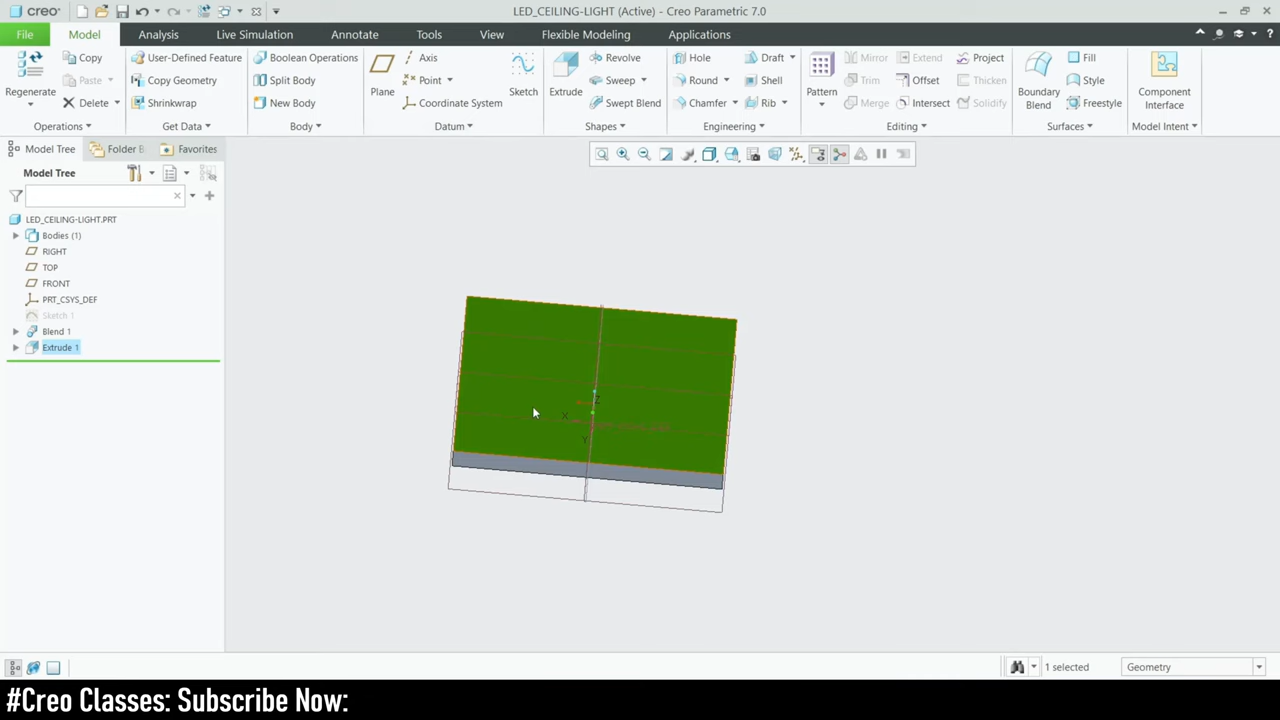 creo LED_CEILING-LIGHT (Active) - Creo Parametric 7.0
File Model Analysis Live Simulation Annotate Tools View Flexible Modeling Applications
Regenerate
Copy
Paste
Delete
Operations
User-Defined Feature
Copy Geometry
Shrinkwrap
Get Data
Boolean Operations
Split Body
New Body
Body
Plane
Axis
Point
Coordinate System
Sketch
Datum
Extrude
Revolve
Sweep
Swept Blend
Shapes
Hole
Round
Chamfer
Draft
Shell
Rib
Engineering
Pattern
Mirror
Trim
Merge
Extend
Offset
Intersect
Project
Thicken
Solidify
Editing
Boundary
Blend
Fill
Style
Freestyle
Surfaces
Component
Interface
Model Intent
Model Tree Folder B Favorites
Model Tree
LED_CEILING-LIGHT.PRT
Bodies (1)
RIGHT
TOP
FRONT
PRT_CSYS_DEF
Sketch 1
Blend 1
Extrude 1
Z
X
Y
1 selected Geometry
#Creo Classes: Subscribe Now: